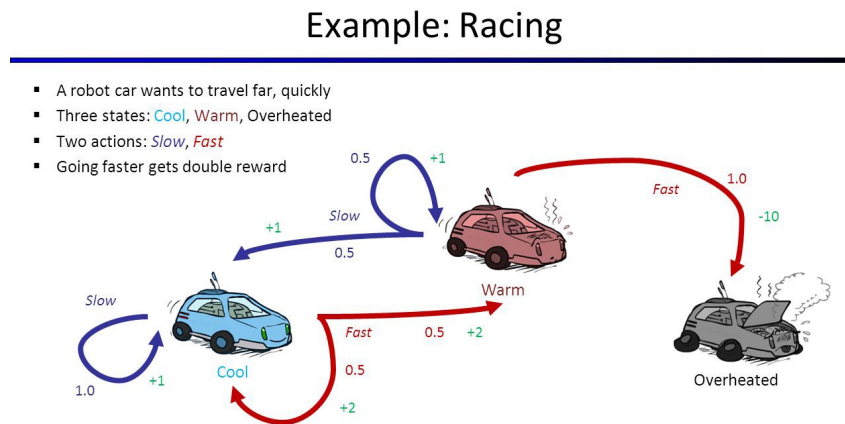 Example: Racing
▪ A robot car wants to travel far, quickly
▪ Three states: Cool, Warm, Overheated
▪ Two actions: Slow, Fast
▪ Going faster gets double reward
0.5
+1
Slow
+1
0.5
Fast
1.0
-10
Warm
Slow
1.0
+1
Cool
Fast
0.5
+2
0.5
+2
Overheated